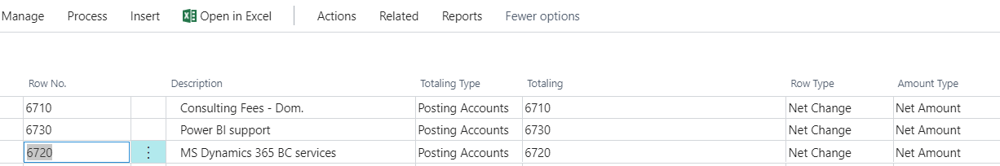 Manage Process Insert Open in Excel Actions Related Reports Fewer options
Row No. Description Totaling Type Totaling Row Type Amount Type
6710 Consulting Fees - Dom. Posting Accounts 6710 Net Change Net Amount
6730 Power BI support Posting Accounts 6730 Net Change Net Amount
6720 MS Dynamics 365 BC services Posting Accounts 6720 Net Change Net Amount